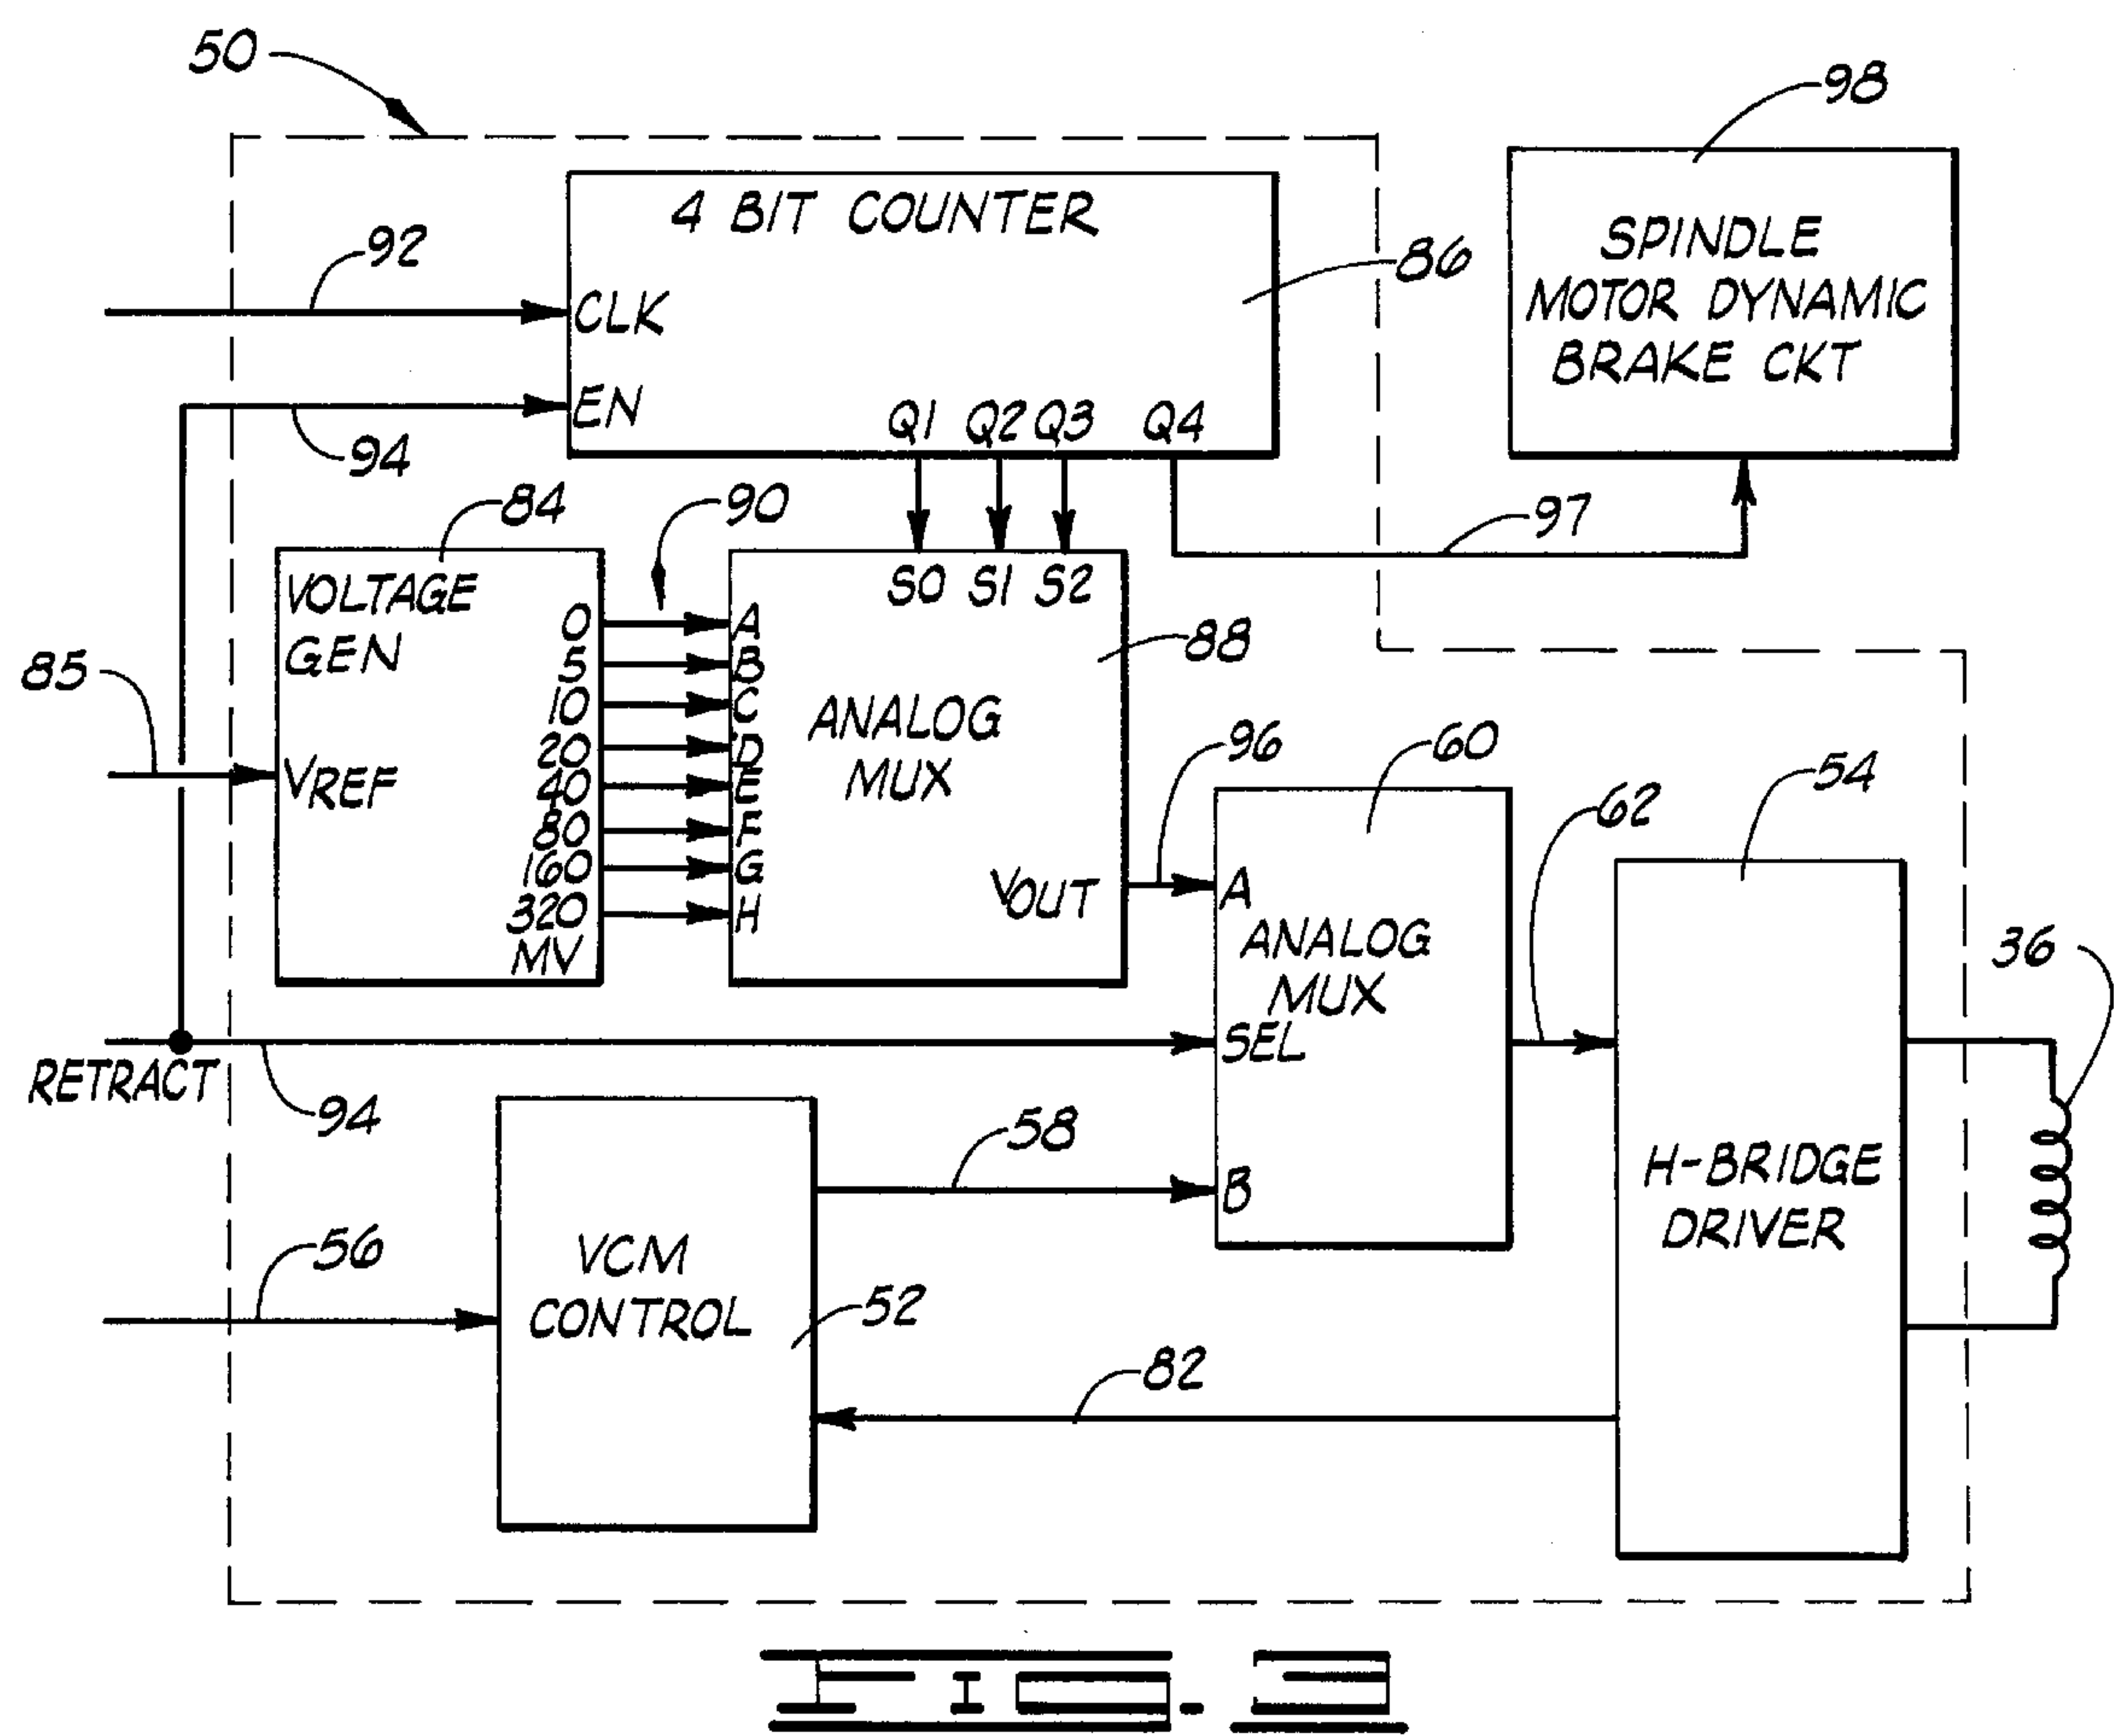 50
98
4 BIT COUNTER
SPINDLE
MOTOR DYNAMIC
BRAKE CKT
92
86
CLK
EN
94
Q1 Q2 Q3 Q4
84
90
97
VOLTAGE
GEN
S0 S1 S2
0
5
10
20
40
80
160
320
MV
A
B
C
D
E
F
G
H
88
85
VREF
ANALOG
MUX
VOUT
96
60
62
54
A
ANALOG
MUX
SEL
B
36
RETRACT
94
58
H-BRIDGE
DRIVER
56
VCM
CONTROL
52
82